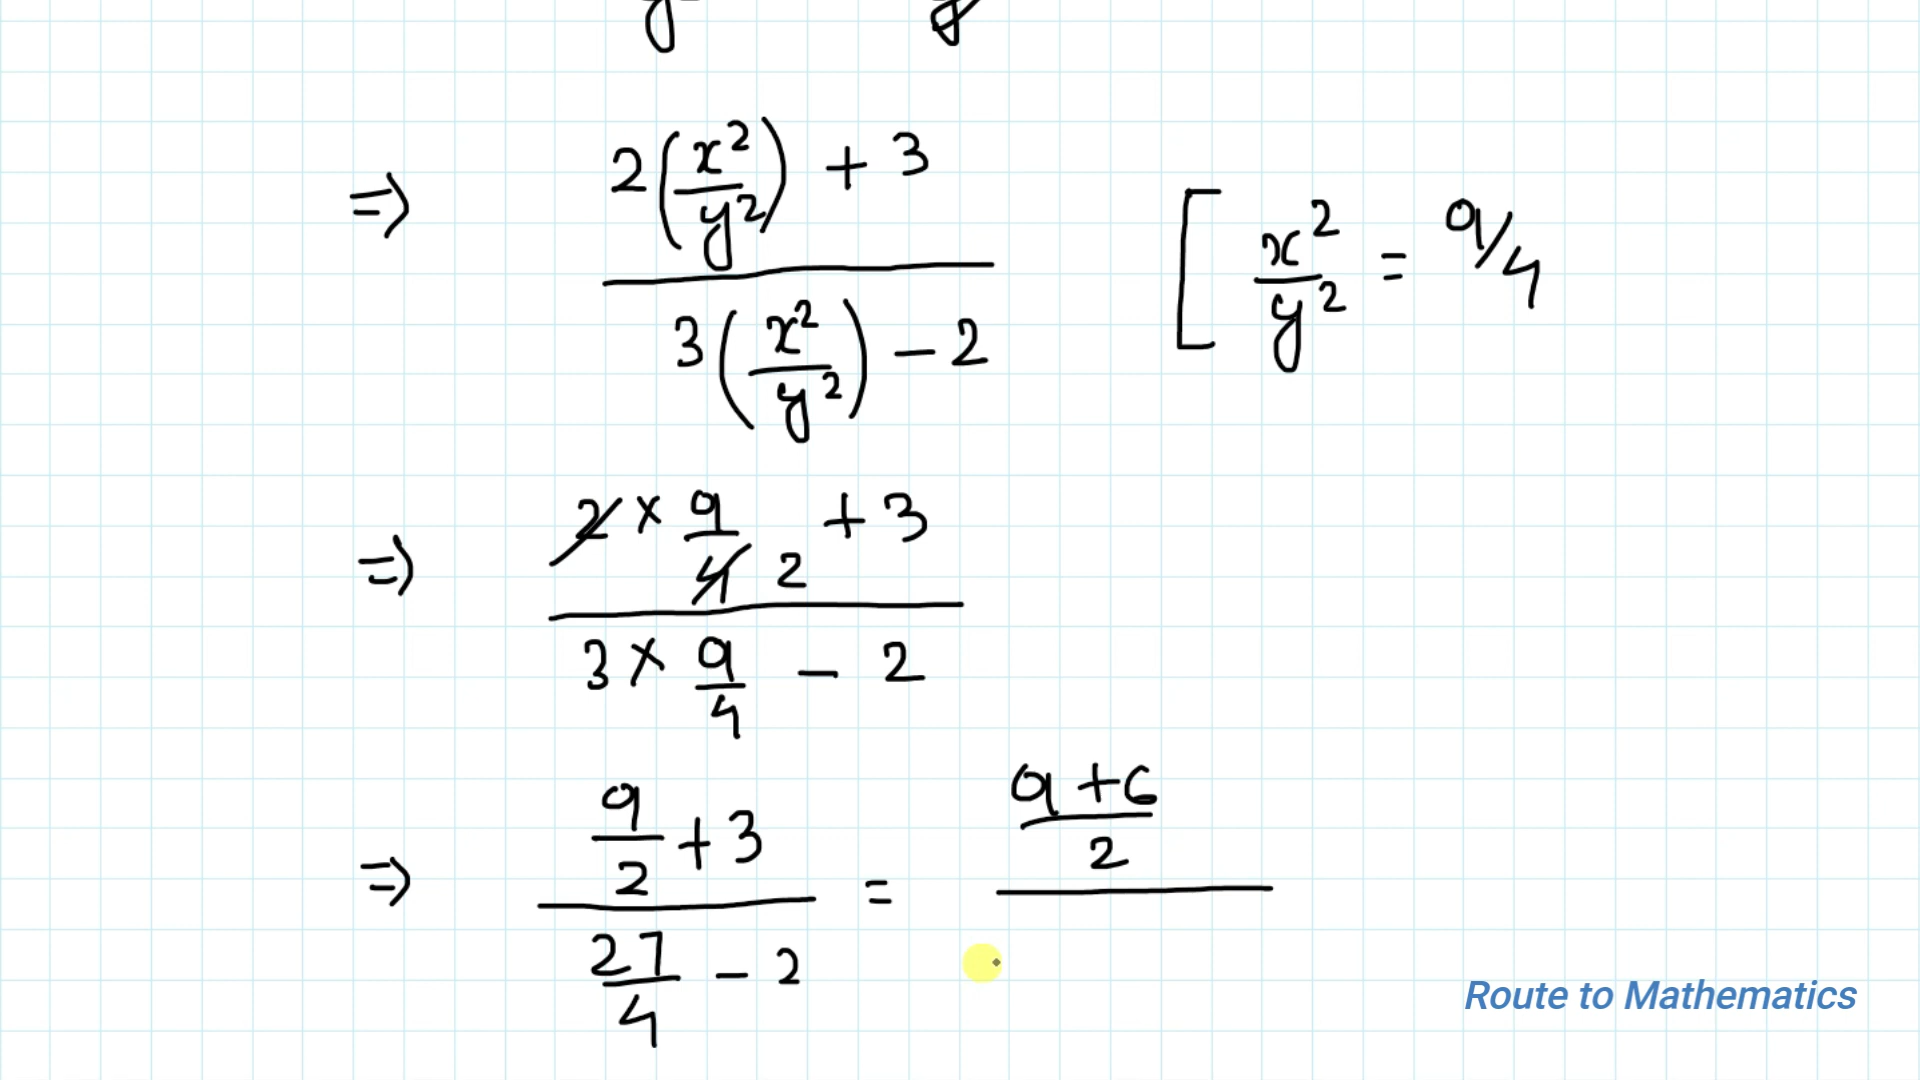 ⇒ (2(x²/y²) + 3) / (3(x²/y²) - 2) [ x²/y² = 9/4
⇒ (2 × 9/4 2 + 3) / (3 × 9/4 - 2)
⇒ (9/2 + 3) / (27/4 - 2) = (9 + 6)/2
Route to Mathematics